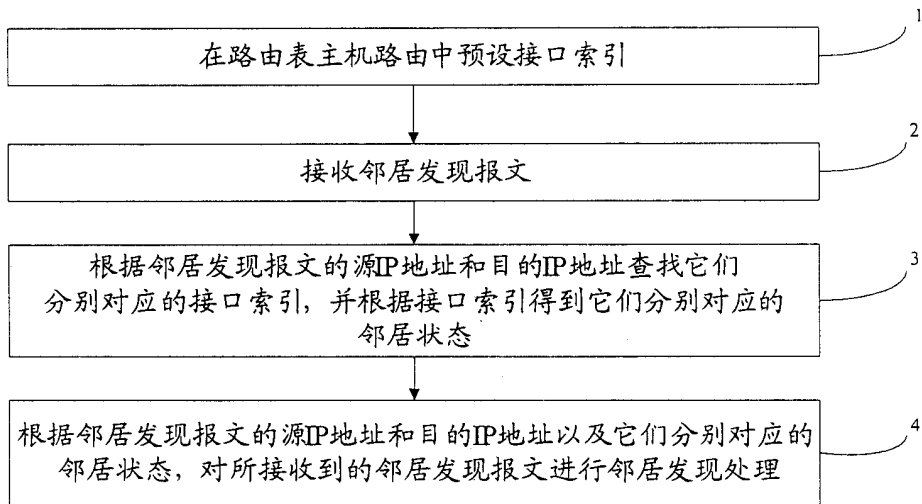 1
在路由表主机路由中预设接口索引
2
接收邻居发现报文
3
根据邻居发现报文的源IP地址和目的IP地址查找它们
分别对应的接口索引，并根据接口索引得到它们分别对应的
邻居状态
4
根据邻居发现报文的源IP地址和目的IP地址以及它们分别对应的
邻居状态，对所接收到的邻居发现报文进行邻居发现处理